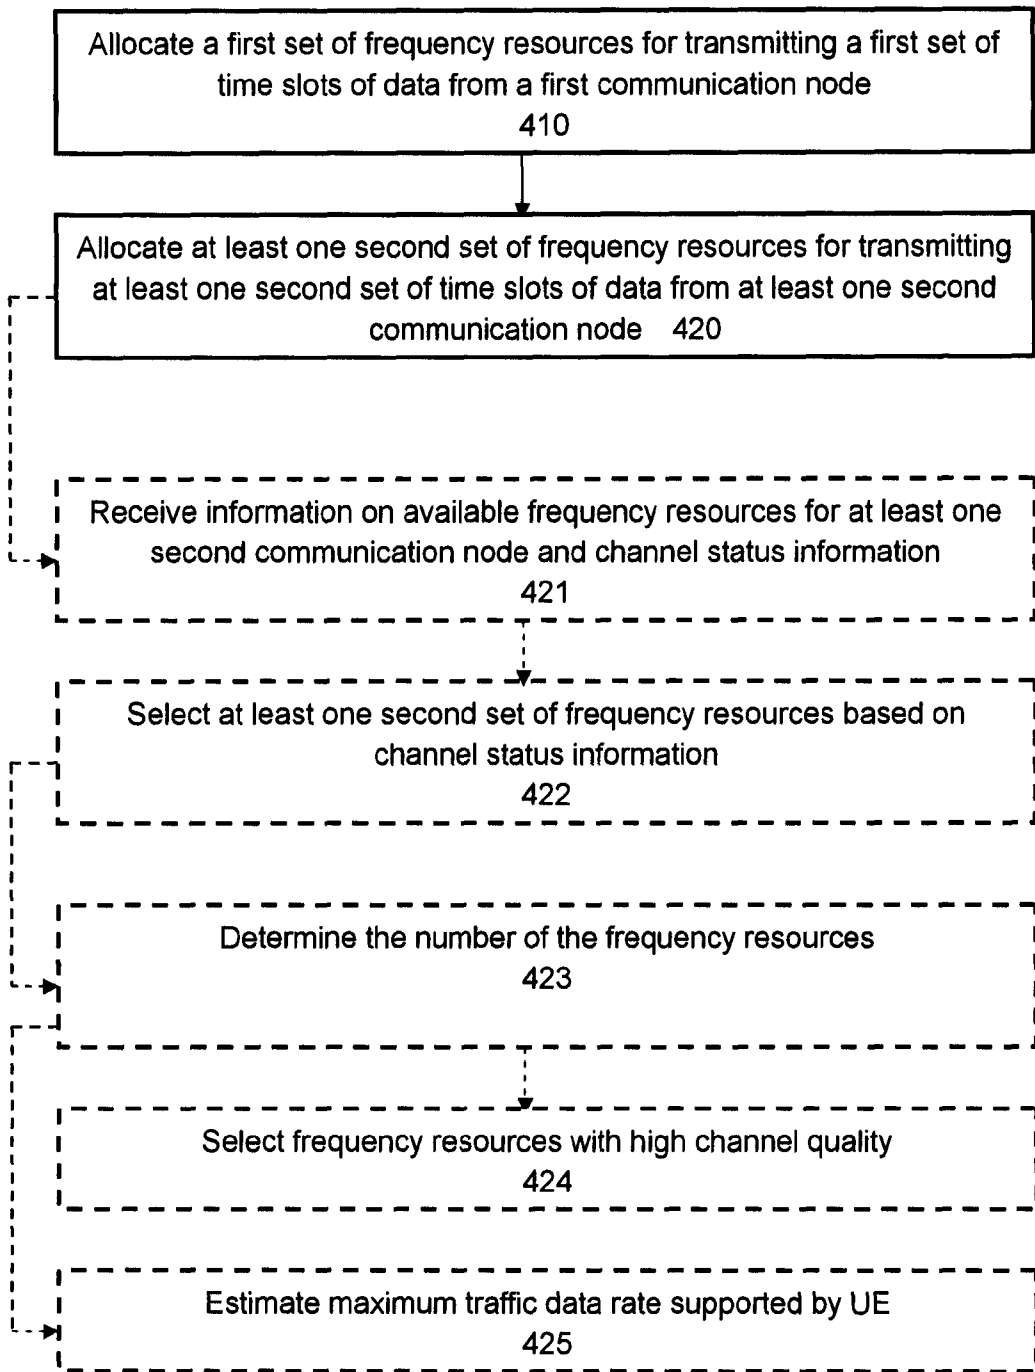 Allocate a first set of frequency resources for transmitting a first set of
time slots of data from a first communication node
410
Allocate at least one second set of frequency resources for transmitting
at least one second set of time slots of data from at least one second
communication node 420
Receive information on available frequency resources for at least one
second communication node and channel status information
421
Select at least one second set of frequency resources based on
channel status information
422
Determine the number of the frequency resources
423
Select frequency resources with high channel quality
424
Estimate maximum traffic data rate supported by UE
425